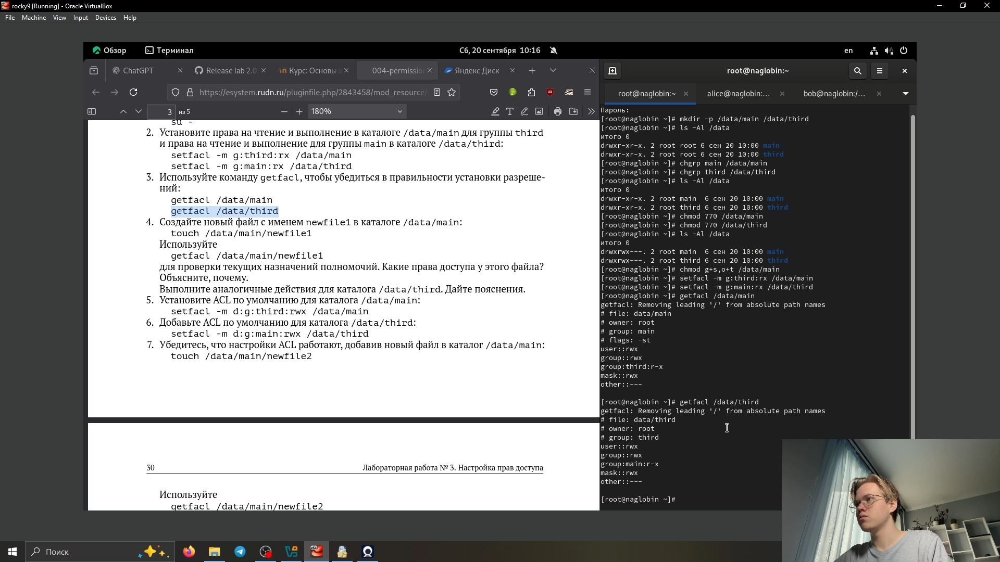 rocky9 [Running] - Oracle VirtualBox
File Machine View Input Devices Help
Обзор Терминал Сб, 20 сентября 10:16 en
ChatGPT Release lab 2.0. Курс: Основы а 004-permission Яндекс Диск
https://esystem.rudn.ru/pluginfile.php/2843458/mod_resource/
3 из 5 180%
su -
2. Установите права на чтение и выполнение в каталоге /data/main для группы third
и права на чтение и выполнение для группы main в каталоге /data/third:
setfacl -m g:third:rx /data/main
setfacl -m g:main:rx /data/third
3. Используйте команду getfacl, чтобы убедиться в правильности установки разреше-
ний:
getfacl /data/main
getfacl /data/third
4. Создайте новый файл с именем newfile1 в каталоге /data/main:
touch /data/main/newfile1
Используйте
getfacl /data/main/newfile1
для проверки текущих назначений полномочий. Какие права доступа у этого файла?
Объясните, почему.
Выполните аналогичные действия для каталога /data/third. Дайте пояснения.
5. Установите ACL по умолчанию для каталога /data/main:
setfacl -m d:g:third:rwx /data/main
6. Добавьте ACL по умолчанию для каталога /data/third:
setfacl -m d:g:main:rwx /data/third
7. Убедитесь, что настройки ACL работают, добавив новый файл в каталог /data/main:
touch /data/main/newfile2
30 Лабораторная работа № 3. Настройка прав доступа
Используйте
getfacl /data/main/newfile2
root@naglobin:~
root@naglobin:~ alice@naglobin:... bob@naglobin:/...
Пароль:
[root@naglobin ~]# mkdir -p /data/main /data/third
[root@naglobin ~]# ls -Al /data
итого 0
drwxr-xr-x. 2 root root 6 сен 20 10:00 main
drwxr-xr-x. 2 root root 6 сен 20 10:00 third
[root@naglobin ~]# chgrp main /data/main
[root@naglobin ~]# chgrp third /data/third
[root@naglobin ~]# ls -Al /data
итого 0
drwxr-xr-x. 2 root main 6 сен 20 10:00 main
drwxr-xr-x. 2 root third 6 сен 20 10:00 third
[root@naglobin ~]# chmod 770 /data/main
[root@naglobin ~]# chmod 770 /data/third
[root@naglobin ~]# ls -Al /data
итого 0
drwxrwx---. 2 root main 6 сен 20 10:00 main
drwxrwx---. 2 root third 6 сен 20 10:00 third
[root@naglobin ~]# chmod g+s,o+t /data/main
[root@naglobin ~]# setfacl -m g:third:rx /data/main
[root@naglobin ~]# setfacl -m g:main:rx /data/third
[root@naglobin ~]# getfacl /data/main
getfacl: Removing leading '/' from absolute path names
# file: data/main
# owner: root
# group: main
# flags: -st
user::rwx
group::rwx
group:third:r-x
mask::rwx
other::---
[root@naglobin ~]# getfacl /data/third
getfacl: Removing leading '/' from absolute path names
# file: data/third
# owner: root
# group: third
user::rwx
group::rwx
group:main:r-x
mask::rwx
other::---
[root@naglobin ~]#
Поиск